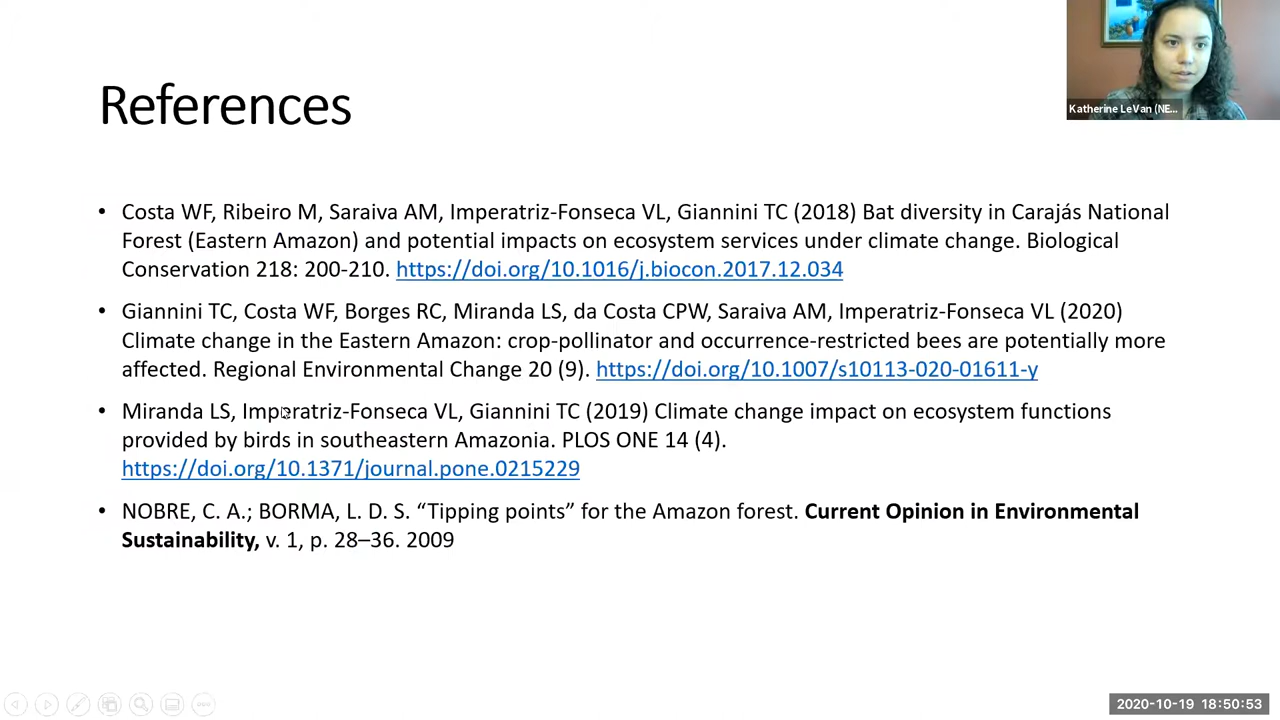 References
Katherine LeVan (NE...
• Costa WF, Ribeiro M, Saraiva AM, Imperatriz-Fonseca VL, Giannini TC (2018) Bat diversity in Carajás National
Forest (Eastern Amazon) and potential impacts on ecosystem services under climate change. Biological
Conservation 218: 200-210. https://doi.org/10.1016/j.biocon.2017.12.034
• Giannini TC, Costa WF, Borges RC, Miranda LS, da Costa CPW, Saraiva AM, Imperatriz-Fonseca VL (2020)
Climate change in the Eastern Amazon: crop-pollinator and occurrence-restricted bees are potentially more
affected. Regional Environmental Change 20 (9). https://doi.org/10.1007/s10113-020-01611-y
• Miranda LS, Imperatriz-Fonseca VL, Giannini TC (2019) Climate change impact on ecosystem functions
provided by birds in southeastern Amazonia. PLOS ONE 14 (4).
https://doi.org/10.1371/journal.pone.0215229
• NOBRE, C. A.; BORMA, L. D. S. “Tipping points” for the Amazon forest. Current Opinion in Environmental
Sustainability, v. 1, p. 28–36. 2009
2020-10-19 18:50:53